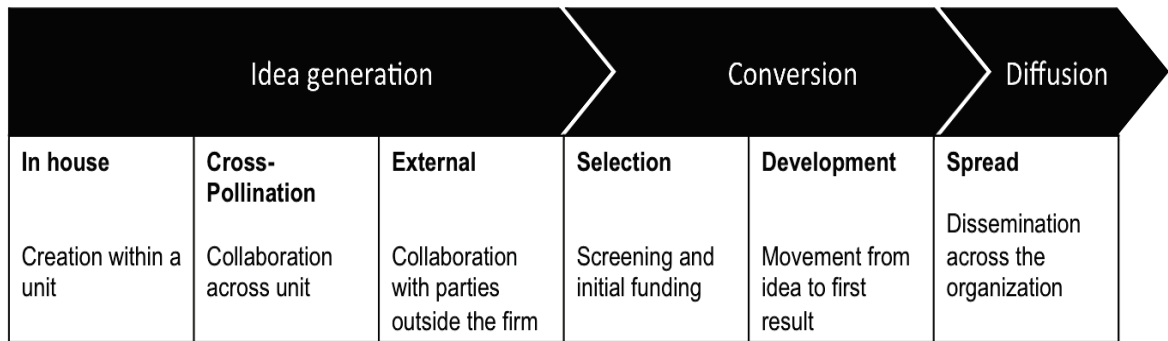 Idea generation
Conversion
Diffusion
In house
Creation within a
unit
Cross-
Pollination
Collaboration
across unit
External
Collaboration
with parties
outside the firm
Selection
Screening and
initial funding
Development
Movement from
idea to first
result
Spread
Dissemination
across the
organization